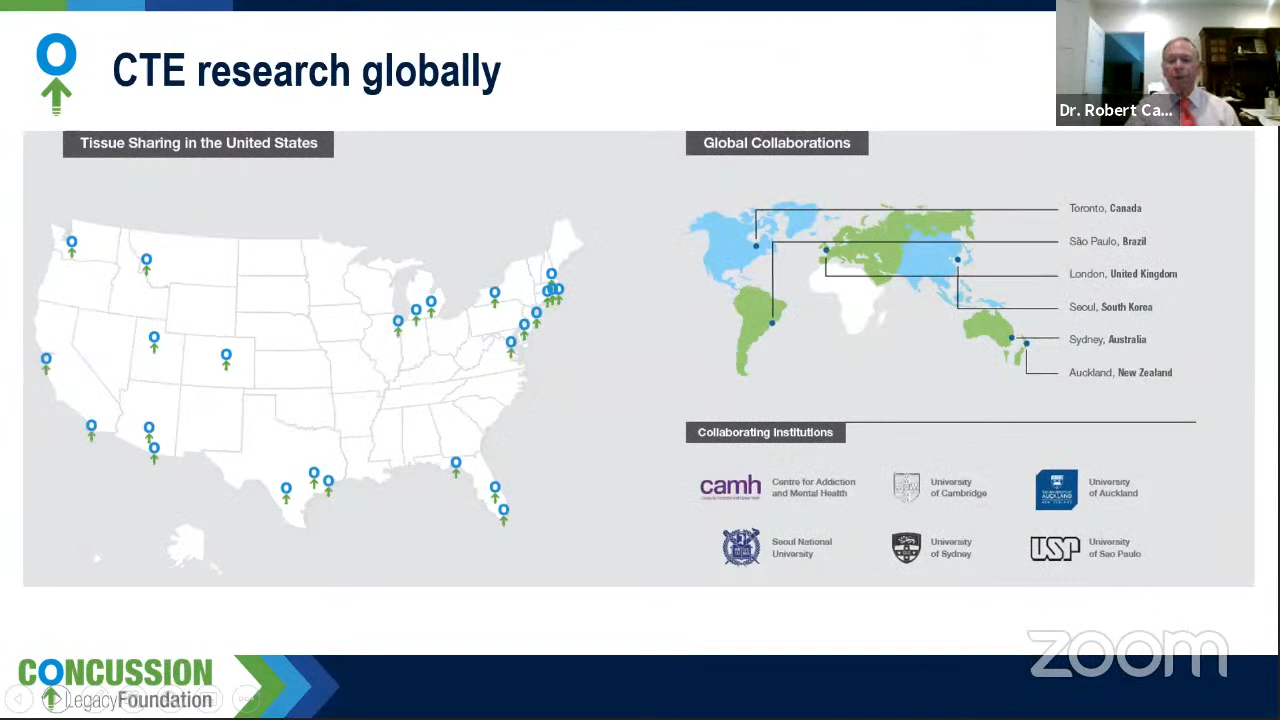 CTE research globally
Dr. Robert Ca...
Tissue Sharing in the United States
Global Collaborations
Toronto, Canada
São Paulo, Brazil
London, United Kingdom
Seoul, South Korea
Sydney, Australia
Auckland, New Zealand
Collaborating Institutions
camh
Centre for Addiction
and Mental Health
University
of Cambridge
AUCKLAND
University
of Auckland
Seoul National
University
University
of Sydney
USP
University
of Sao Paulo
zoom
CONCUSSION
LegacyFoundation